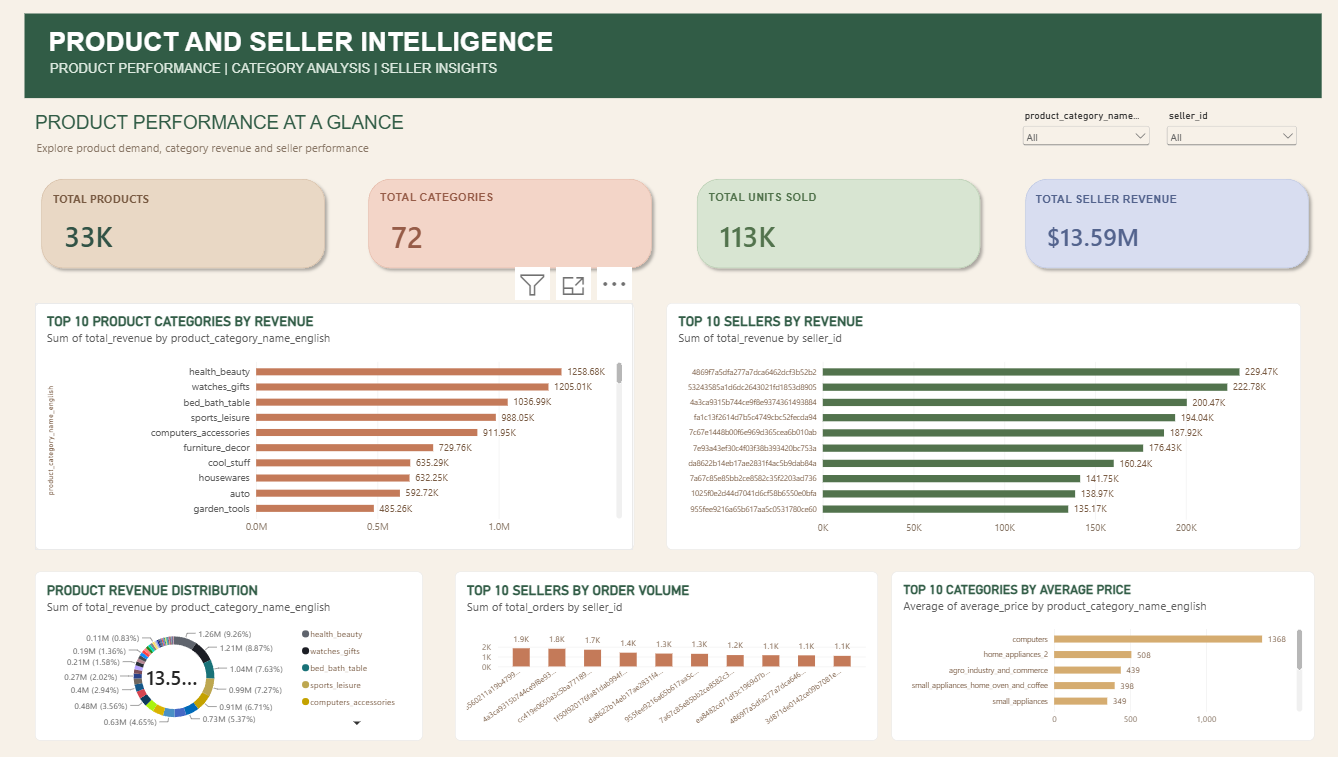 PRODUCT AND SELLER INTELLIGENCE
PRODUCT PERFORMANCE | CATEGORY ANALYSIS | SELLER INSIGHTS
PRODUCT PERFORMANCE AT A GLANCE
Explore product demand, category revenue and seller performance
product_category_name... seller_id
All All
TOTAL PRODUCTS
33K
TOTAL CATEGORIES
72
TOTAL UNITS SOLD
113K
TOTAL SELLER REVENUE
$13.59M
TOP 10 PRODUCT CATEGORIES BY REVENUE
Sum of total_revenue by product_category_name_english
product_category_name_english
health_beauty 1258.68K
watches_gifts 1205.01K
bed_bath_table 1036.99K
sports_leisure 988.05K
computers_accessories 911.95K
furniture_decor 729.76K
cool_stuff 635.29K
housewares 632.25K
auto 592.72K
garden_tools 485.26K
0.0M 0.5M 1.0M
TOP 10 SELLERS BY REVENUE
Sum of total_revenue by seller_id
4869f7a5dfa277a7dca6462dcf3b52b2 229.47K
53243585a1d6dc2643021fd1853d8905 222.78K
4a3ca9315b744ce9f8e9374361493884 200.47K
fa1c13f2614d7b5c4749cbc52fecda94 194.04K
7c67e1448b00f6e969d365cea6b010ab 187.92K
7e93a43ef30c4f03f38b393420bc753a 176.43K
da8622b14eb17ae2831f4ac5b9dab84a 160.24K
7a67c85e85bb2ce8582c35f2203ad736 141.75K
1025f0e2d44d7041d6cf58b6550e0bfa 138.97K
955fee9216a65b617aa5c0531780ce60 135.17K
0K 50K 100K 150K 200K
PRODUCT REVENUE DISTRIBUTION
Sum of total_revenue by product_category_name_english
13.5...
1.26M (9.26%)
1.21M (8.87%)
1.04M (7.63%)
0.99M (7.27%)
0.91M (6.71%)
0.73M (5.37%)
0.63M (4.65%)
0.48M (3.56%)
0.4M (2.94%)
0.27M (2.02%)
0.21M (1.58%)
0.19M (1.36%)
0.11M (0.83%)
health_beauty
watches_gifts
bed_bath_table
sports_leisure
computers_accessories
TOP 10 SELLERS BY ORDER VOLUME
Sum of total_orders by seller_id
2K
1K
0K
1.9K 1.8K 1.7K 1.4K 1.3K 1.3K 1.2K 1.1K 1.1K 1.1K
4a3ca9315b744ce9f8e93...
cc419e0650a3c5ba77189...
1f50f920176fa81dab994f...
da8622b14eb17ae2831f4...
955fee9216a65b617aa5c...
7a67c85e85bb2ce8582c3...
ea8482cd71df3c1969d7b...
4869f7a5dfa277a7dca646...
3d871de0142ce09b7081e...
TOP 10 CATEGORIES BY AVERAGE PRICE
Average of average_price by product_category_name_english
computers 1368
home_appliances_2 508
agro_industry_and_commerce 439
small_appliances_home_oven_and_coffee 398
small_appliances 349
0 500 1,000